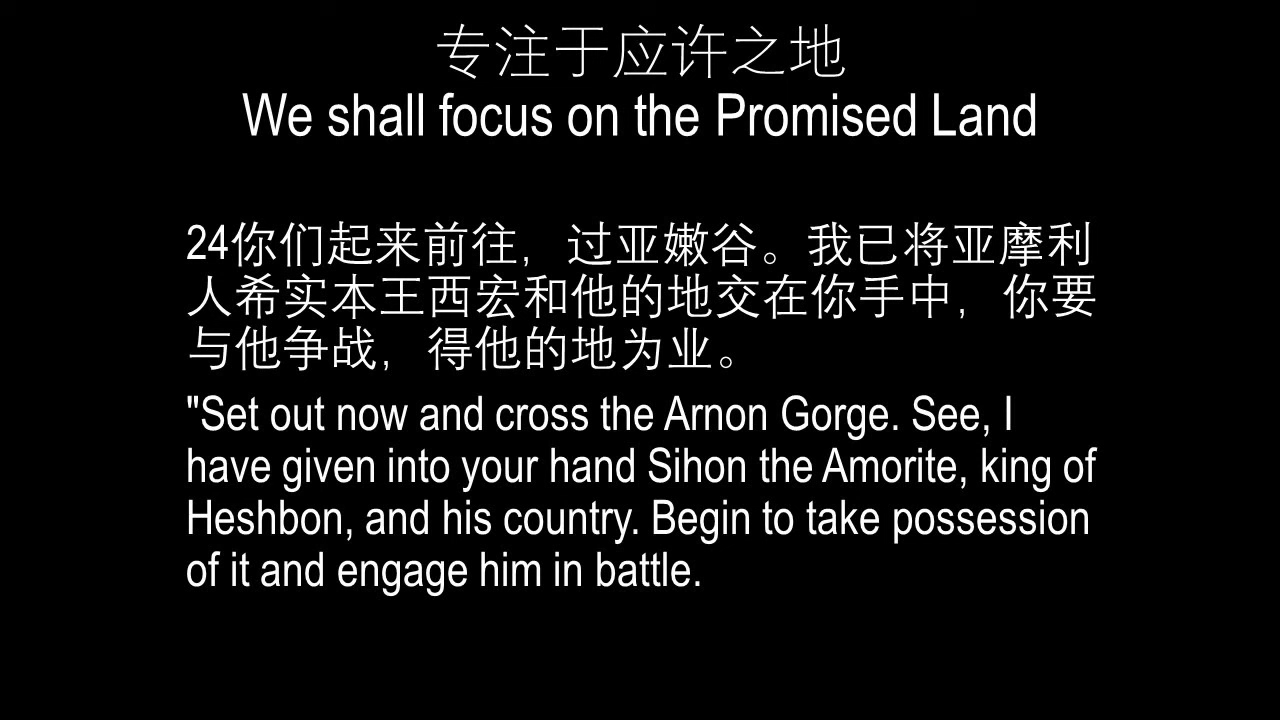 专注于应许之地
We shall focus on the Promised Land
24你们起来前往，过亚嫩谷。我已将亚摩利
人希实本王西宏和他的地交在你手中，你要
与他争战，得他的地为业。
"Set out now and cross the Arnon Gorge. See, I
have given into your hand Sihon the Amorite, king of
Heshbon, and his country. Begin to take possession
of it and engage him in battle.